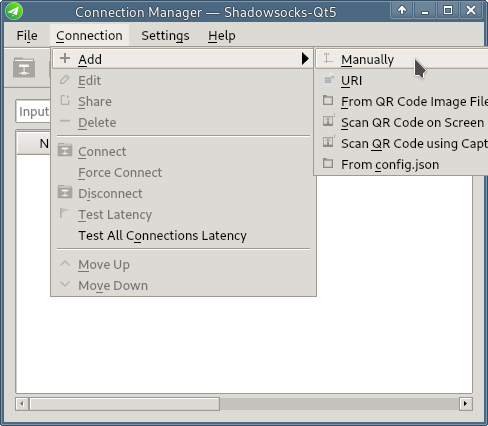 Connection Manager — Shadowsocks-Qt5
File Connection Settings Help
Add
Edit
Share
Delete
Connect
Force Connect
Disconnect
Test Latency
Test All Connections Latency
Move Up
Move Down
Manually
URI
From QR Code Image File
Scan QR Code on Screen
Scan QR Code using Capt
From config.json
Input
N